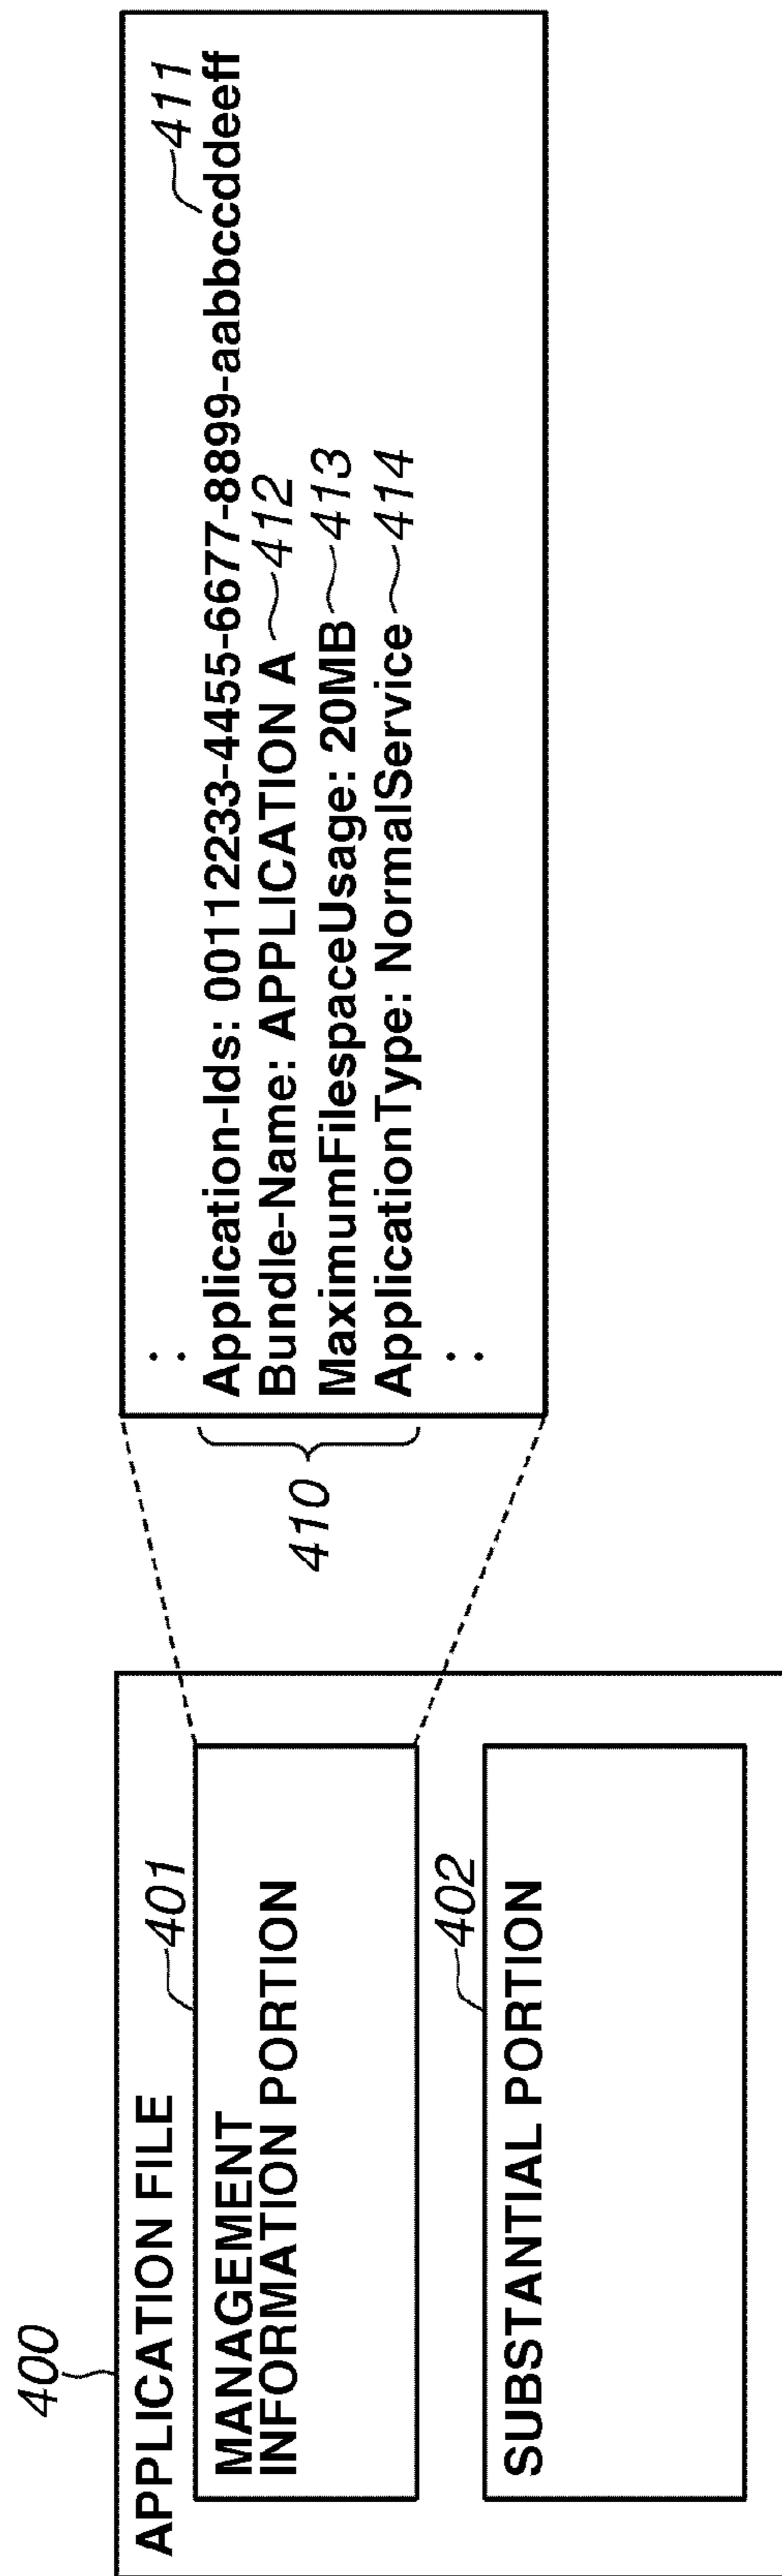 400
APPLICATION FILE
401
MANAGEMENT
INFORMATION PORTION
402
SUBSTANTIAL PORTION
410
:
Application-Ids: 00112233-4455-6677-8899-aabbccddeeff
411
Bundle-Name: APPLICATION A
412
MaximumFilespaceUsage: 20MB
413
ApplicationType: NormalService
414
: